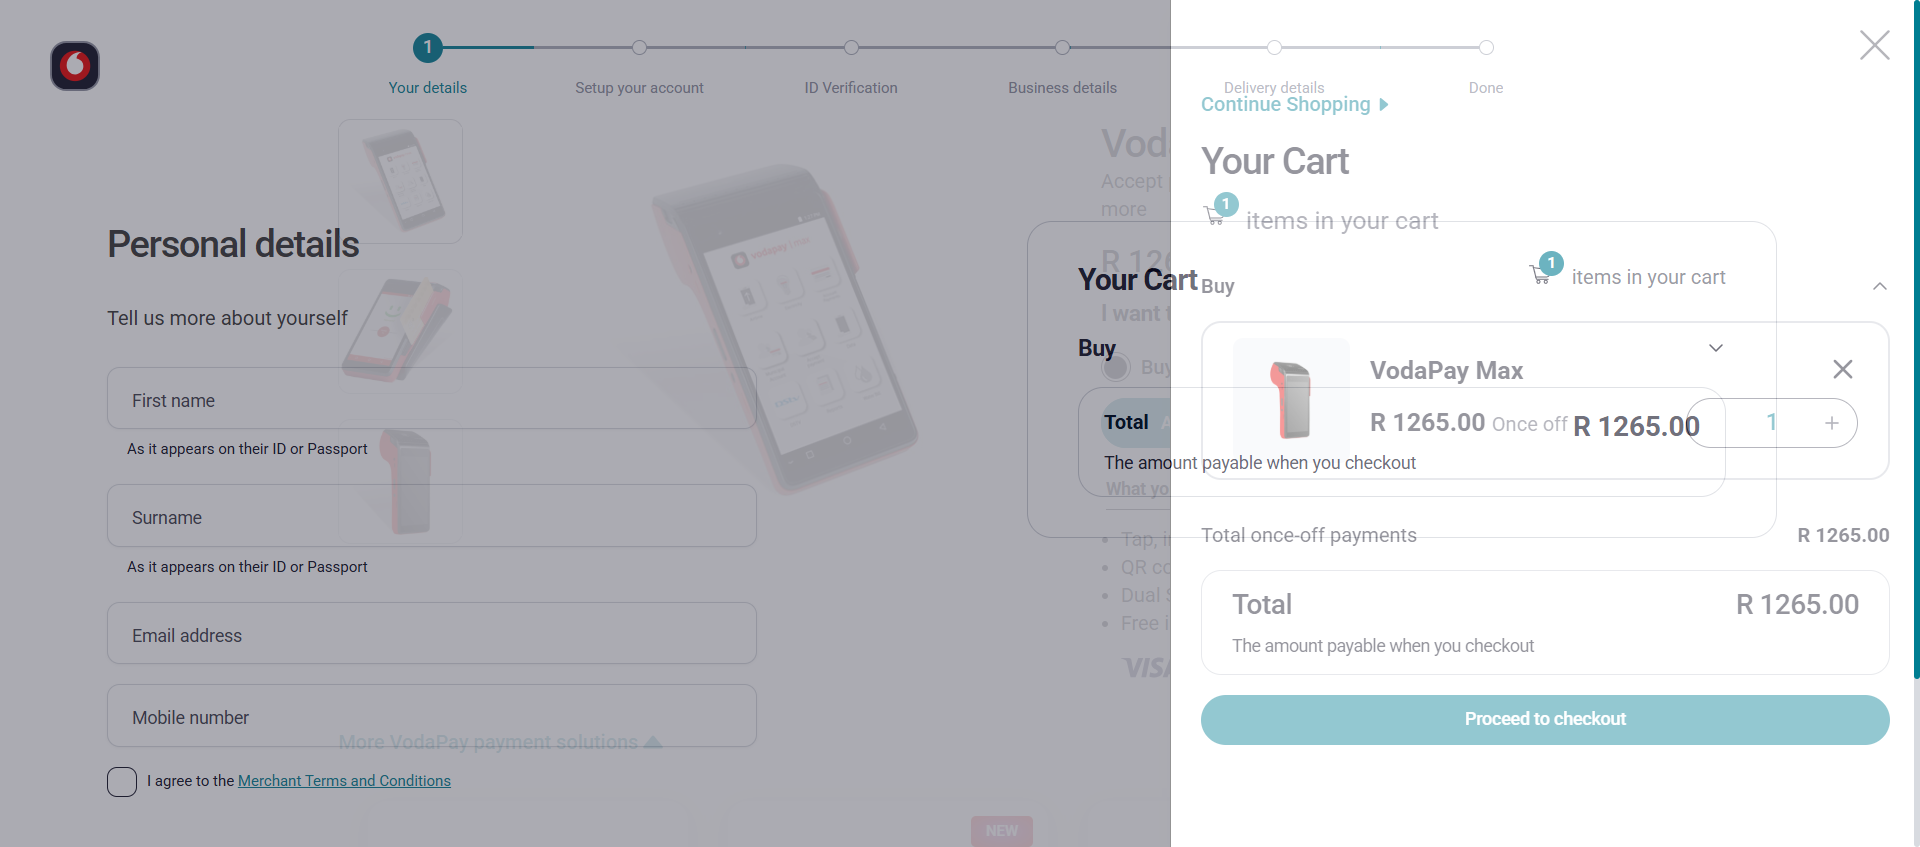 1
Your details
Setup your account
ID Verification
Business details
Delivery details
Done
Continue Shopping
Your Cart
1
items in your cart
Buy
VodaPay Max
R 1265.00 Once off
1 +
Total once-off payments
R 1265.00
Total
R 1265.00
The amount payable when you checkout
Proceed to checkout
Personal details
Tell us more about yourself
First name
As it appears on their ID or Passport
Surname
As it appears on their ID or Passport
Email address
Mobile number
I agree to the Merchant Terms and Conditions
Your Cart
1
items in your cart
Buy
Total
R 1265.00
The amount payable when you checkout
Accept
more
I want
Buy
What yo
Tap,
QR
Dual
Free
VISA
More VodaPay payment solutions
NEW